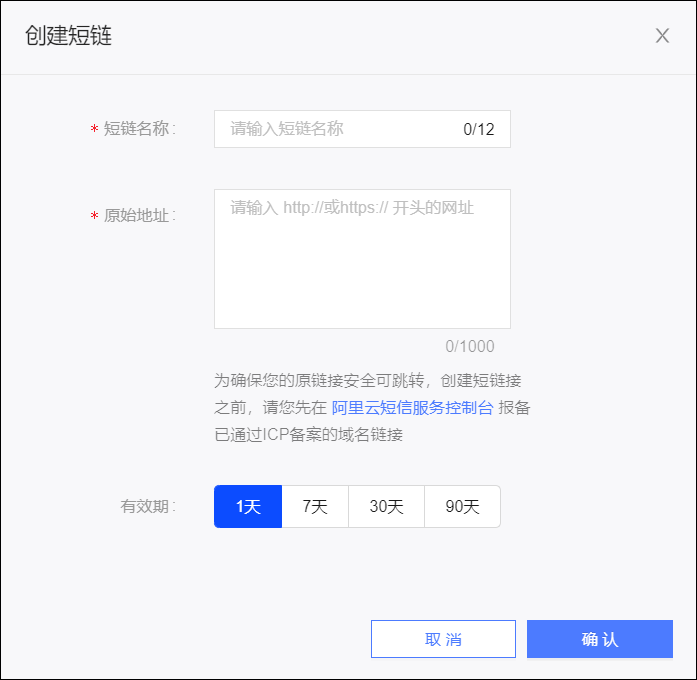 创建短链
* 短链名称:
请输入短链名称 0/12
* 原始地址:
请输入 http://或https:// 开头的网址
0/1000
为确保您的原链接安全可跳转，创建短链接
之前，请您先在 阿里云短信服务控制台 报备
已通过ICP备案的域名链接
有效期:
1天 7天 30天 90天
取 消 确 认